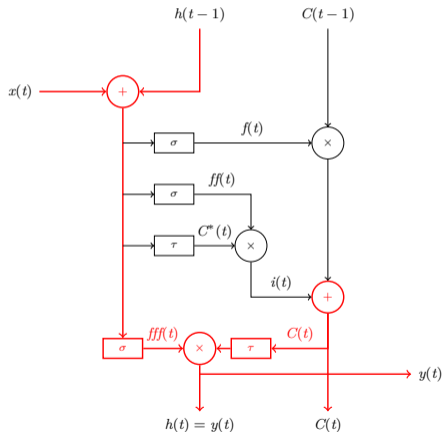 h(t−1)
C(t−1)
x(t)
+
σ
f(t)
×
σ
ff(t)
τ
C*(t)
×
i(t)
+
σ
fff(t)
×
τ
C(t)
y(t)
h(t) = y(t)
C(t)